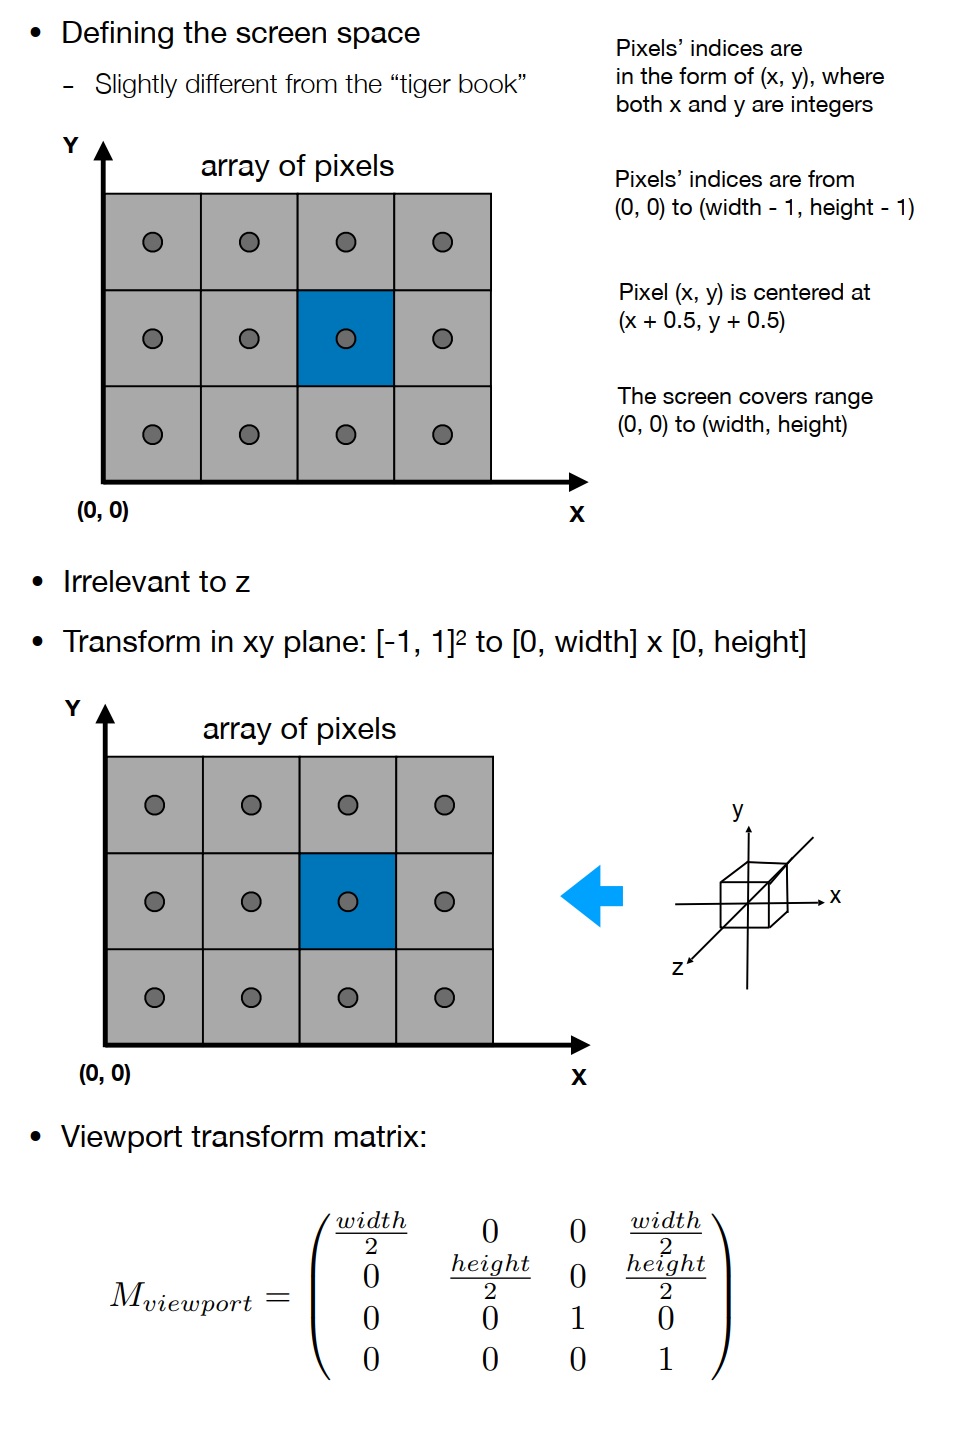 • Defining the screen space
– Slightly different from the “tiger book”
Pixels’ indices are
in the form of (x, y), where
both x and y are integers
Y
array of pixels
Pixels’ indices are from
(0, 0) to (width - 1, height - 1)
Pixel (x, y) is centered at
(x + 0.5, y + 0.5)
The screen covers range
(0, 0) to (width, height)
(0, 0)
X
• Irrelevant to z
• Transform in xy plane: [-1, 1]² to [0, width] x [0, height]
Y
array of pixels
y
x
z
(0, 0)
X
• Viewport transform matrix:
M_viewport = 
width/2 0 0 width/2
0 height/2 0 height/2
0 0 1 0
0 0 0 1